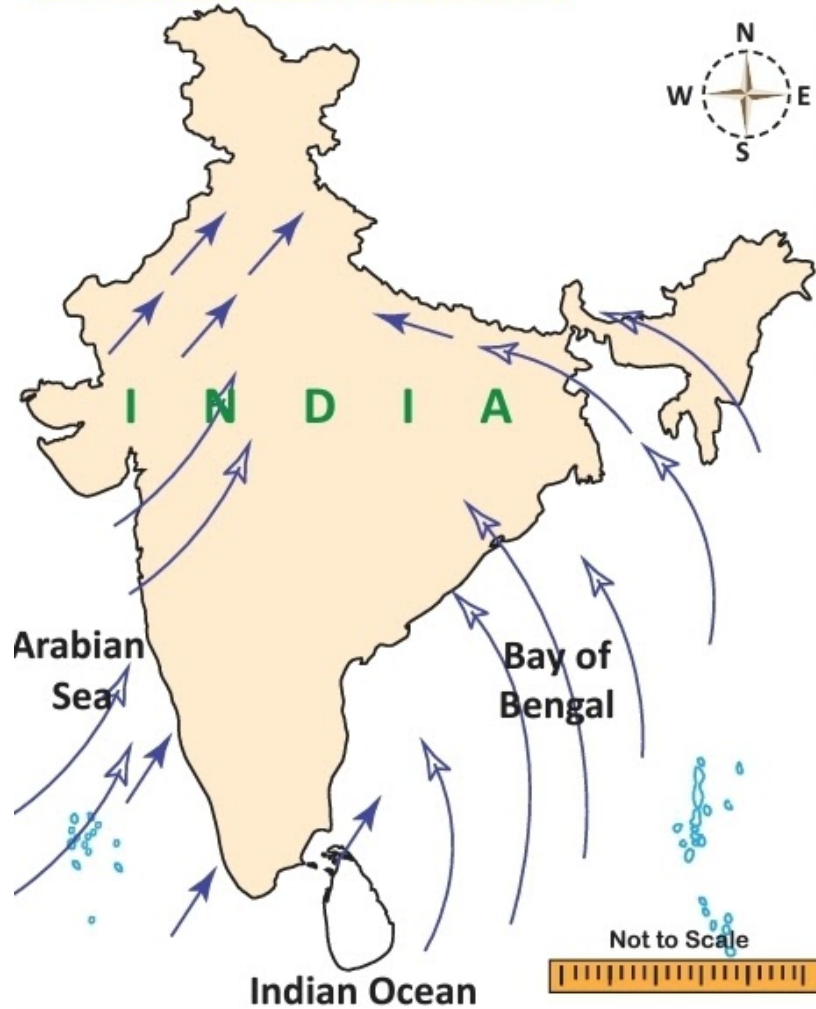 N
W E
S
I N D I A
Arabian
Sea
Bay of
Bengal
Not to Scale
Indian Ocean